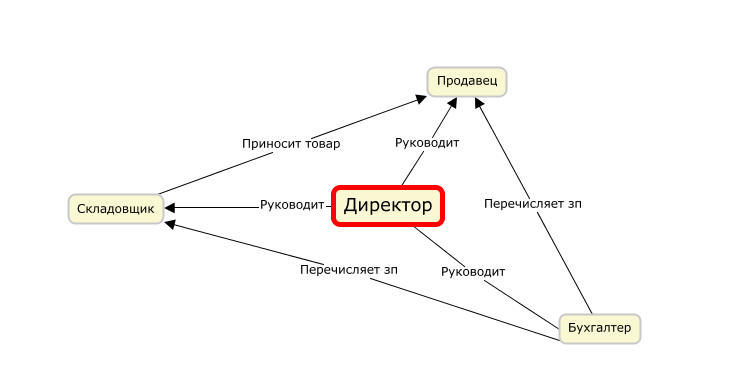 Продавец
Приносит товар
Руководит
Перечисляет зп
Складовщик
Руководит
Директор
Перечисляет зп
Руководит
Бухгалтер